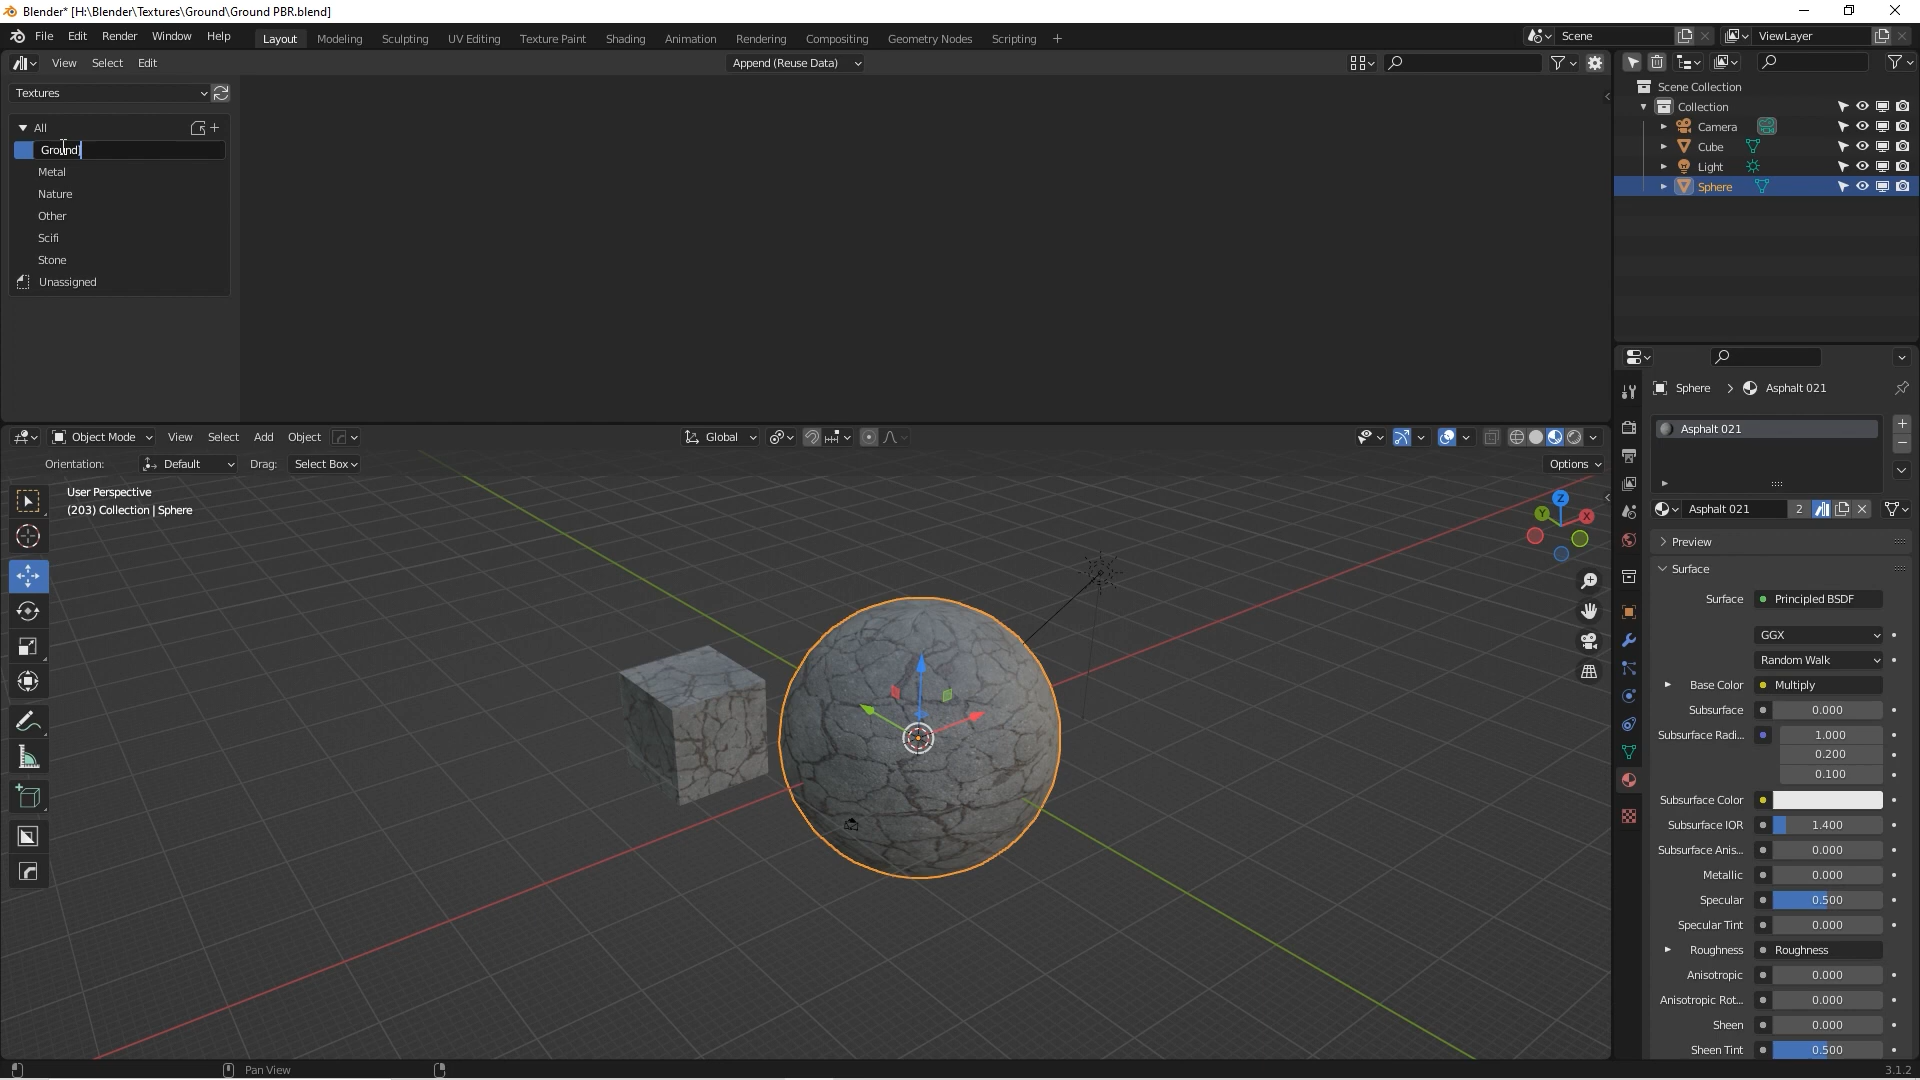 Blender* [H:\Blender\Textures\Ground\Ground PBR.blend]
File Edit Render Window Help Layout Modeling Sculpting UV Editing Texture Paint Shading Animation Rendering Compositing Geometry Nodes Scripting + Scene ViewLayer
View Select Edit Append (Reuse Data)
Textures
All
Ground
Metal
Nature
Other
Scifi
Stone
Unassigned
Scene Collection
Collection
Camera
Cube
Light
Sphere
Object Mode View Select Add Object Global
Orientation: Default Drag: Select Box Options
User Perspective
(203) Collection | Sphere
Z
Y
X
Sphere > Asphalt 021
Asphalt 021
Asphalt 021 2
Preview
Surface
Surface Principled BSDF
GGX
Random Walk
Base Color Multiply
Subsurface 0.000
Subsurface Radi... 1.000
0.200
0.100
Subsurface Color
Subsurface IOR 1.400
Subsurface Anis... 0.000
Metallic 0.000
Specular 0.500
Specular Tint 0.000
Roughness Roughness
Anisotropic 0.000
Anisotropic Rot... 0.000
Sheen 0.000
Sheen Tint 0.500
Pan View
3.1.2